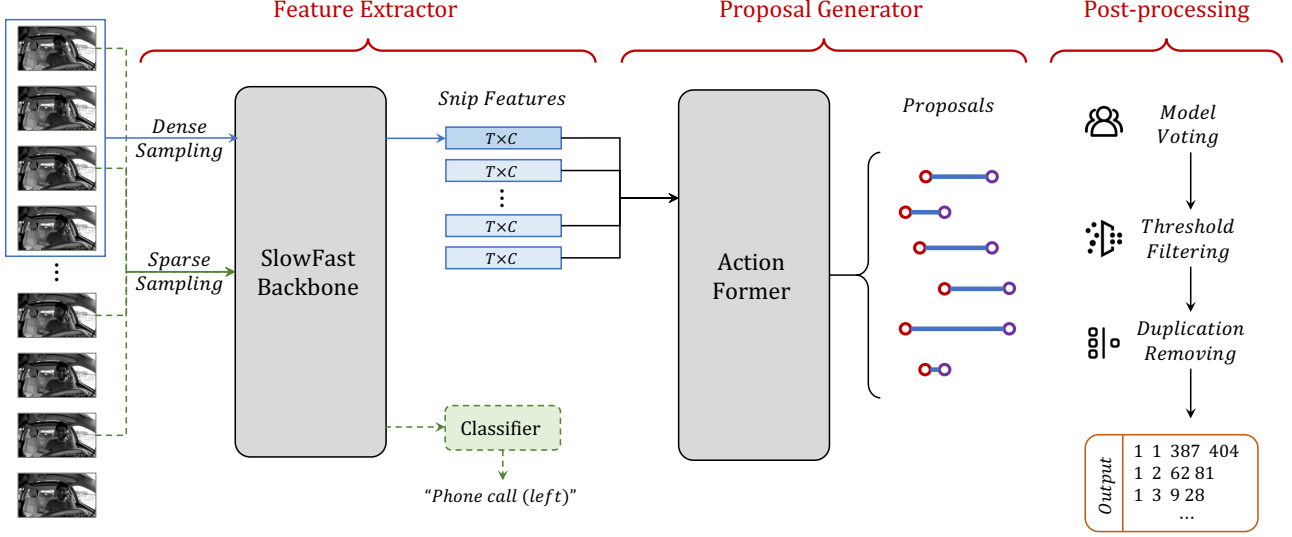 Feature Extractor
Proposal Generator
Post-processing
Dense
Sampling
Sparse
Sampling
SlowFast
Backbone
Snip Features
T×C
T×C
T×C
T×C
Classifier
“Phone call (left)”
Action
Former
Proposals
Model
Voting
Threshold
Filtering
Duplication
Removing
Output
1 1 387 404
1 2 62 81
1 3 9 28
...